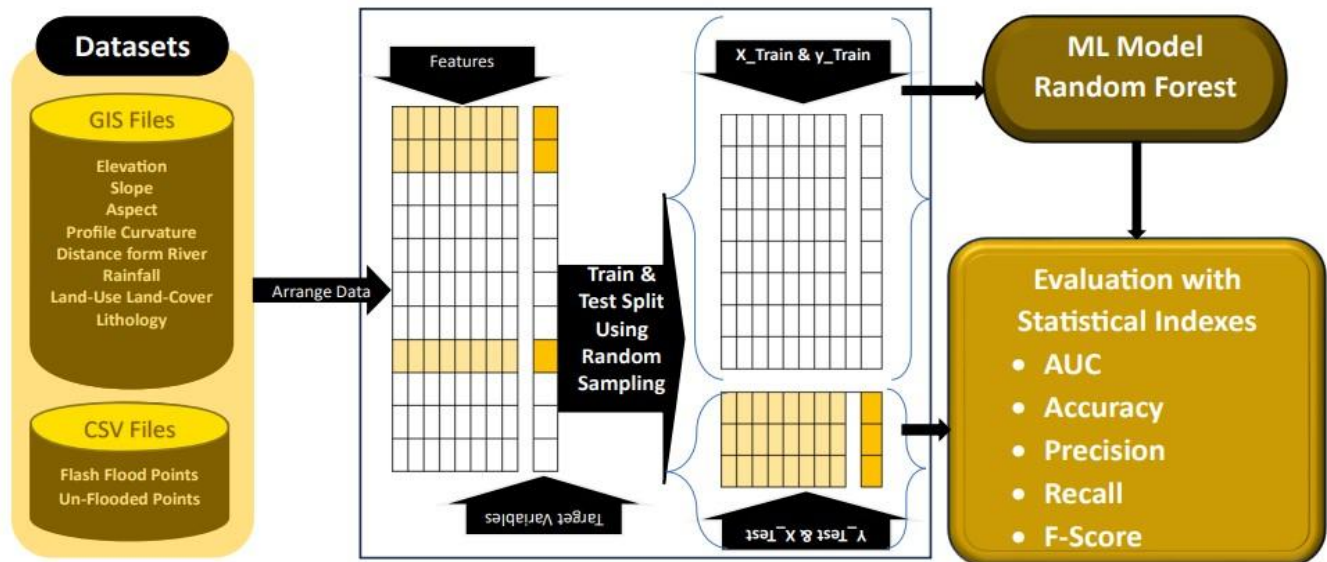 Datasets
GIS Files
Elevation
Slope
Aspect
Profile Curvature
Distance form River
Rainfall
Land-Use Land-Cover
Lithology
CSV Files
Flash Flood Points
Un-Flooded Points
Arrange Data
Features
Target Variables
Train &
Test Split
Using
Random
Sampling
X_Train & y_Train
Y_Test & X_Test
ML Model
Random Forest
Evaluation with
Statistical Indexes
• AUC
• Accuracy
• Precision
• Recall
• F-Score